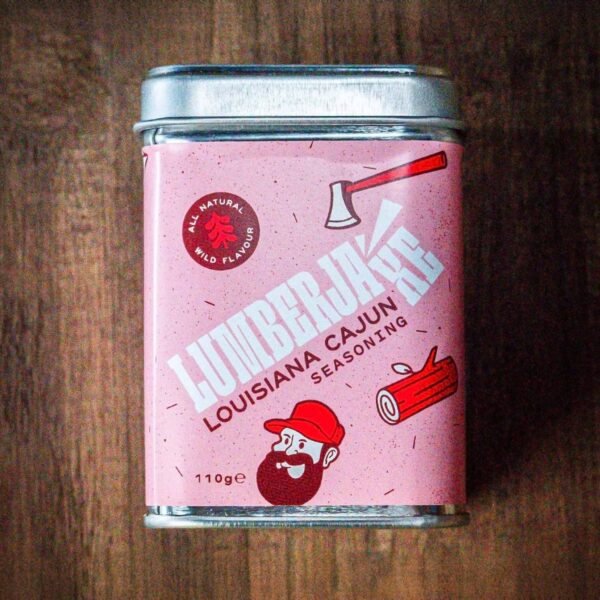 ALL NATURAL
WILD FLAVOUR
LUMBERJAXE
LOUISIANA CAJUN
SEASONING
110g℮